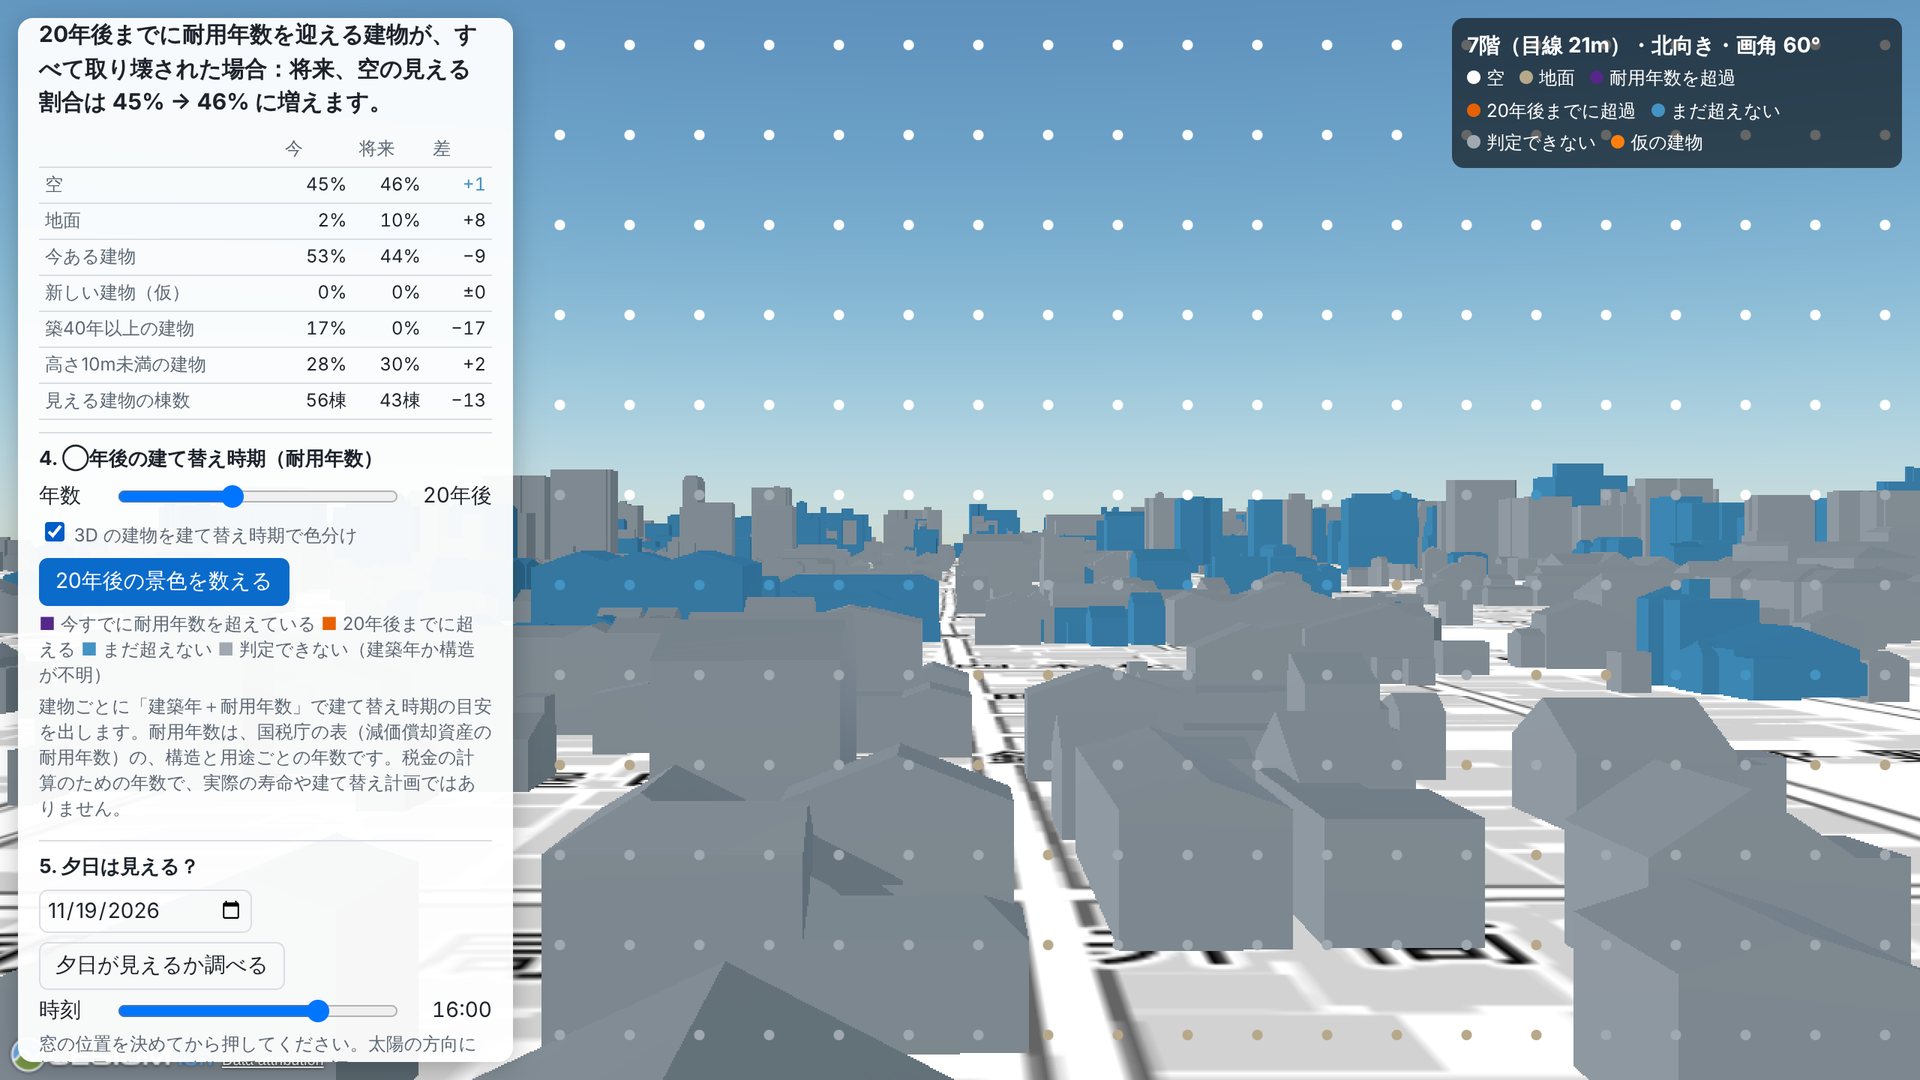 20年後までに耐用年数を迎える建物が、す
べて取り壊された場合：将来、空の見える
割合は 45% → 46% に増えます。
今 将来 差
空 45% 46% +1
地面 2% 10% +8
今ある建物 53% 44% −9
新しい建物（仮） 0% 0% ±0
築40年以上の建物 17% 0% −17
高さ10m未満の建物 28% 30% +2
見える建物の棟数 56棟 43棟 −13
4. ◯年後の建て替え時期（耐用年数）
年数 20年後
3D の建物を建て替え時期で色分け
20年後の景色を数える
今すでに耐用年数を超えている 20年後までに超
える まだ超えない 判定できない（建築年か構造
が不明）
建物ごとに「建築年＋耐用年数」で建て替え時期の目安
を出します。耐用年数は、国税庁の表（減価償却資産の
耐用年数）の、構造と用途ごとの年数です。税金の計
算のための年数で、実際の寿命や建て替え計画ではあ
りません。
5. 夕日は見える？
11/19/2026
夕日が見えるか調べる
時刻 16:00
窓の位置を決めてから押してください。太陽の方向に
Data attribution
7階（目線 21m）・北向き・画角 60°
空 地面 耐用年数を超過
20年後までに超過 まだ超えない
判定できない 仮の建物